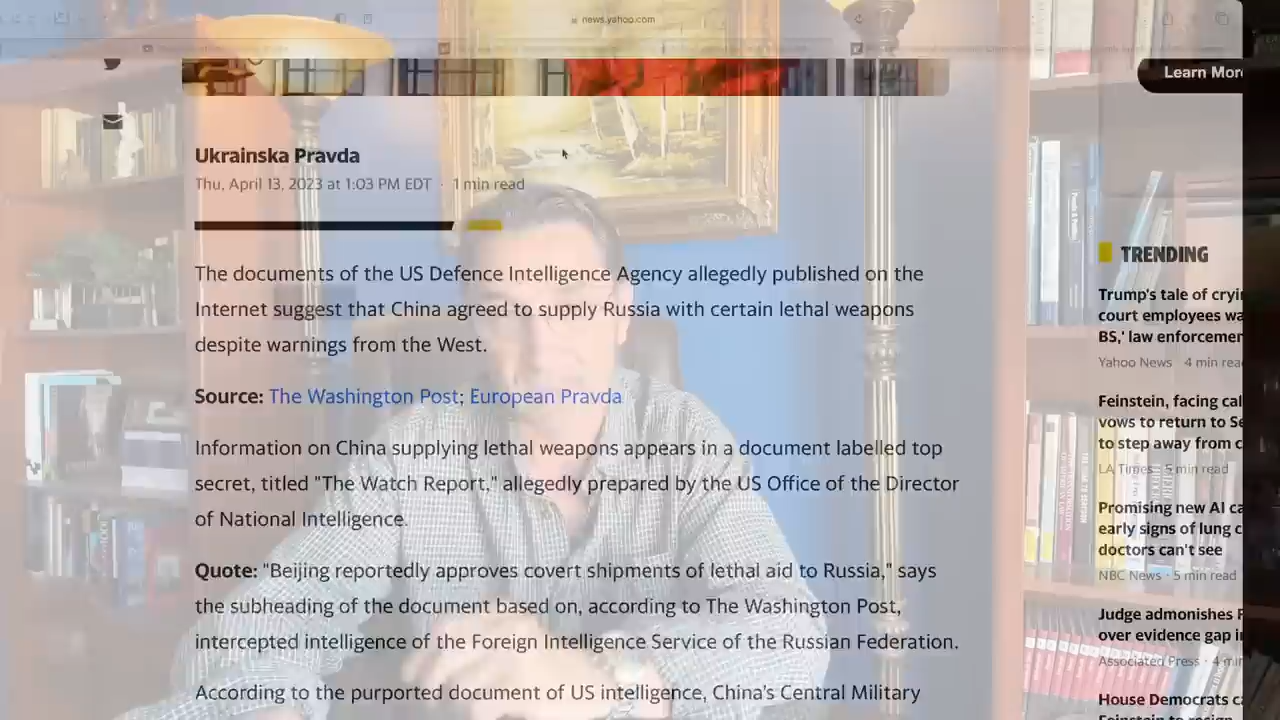 news.yahoo.com
Learn More
Ukrainska Pravda
Thu, April 13, 2023 at 1:03 PM EDT · 1 min read
The documents of the US Defence Intelligence Agency allegedly published on the
Internet suggest that China agreed to supply Russia with certain lethal weapons
despite warnings from the West.
Source: The Washington Post; European Pravda
Information on China supplying lethal weapons appears in a document labelled top
secret, titled "The Watch Report," allegedly prepared by the US Office of the Director
of National Intelligence.
Quote: "Beijing reportedly approves covert shipments of lethal aid to Russia," says
the subheading of the document based on, according to The Washington Post,
intercepted intelligence of the Foreign Intelligence Service of the Russian Federation.
According to the purported document of US intelligence, China's Central Military
TRENDING
Trump's tale of cryi
court employees wa
BS,' law enforcemen
Yahoo News · 4 min rea
Feinstein, facing cal
vows to return to Se
to step away from c
LA Times · 5 min read
Promising new AI ca
early signs of lung c
doctors can't see
NBC News · 5 min read
Judge admonishes F
over evidence gap i
Associated Press · 4 min
House Democrats ca
Feinstein to resign